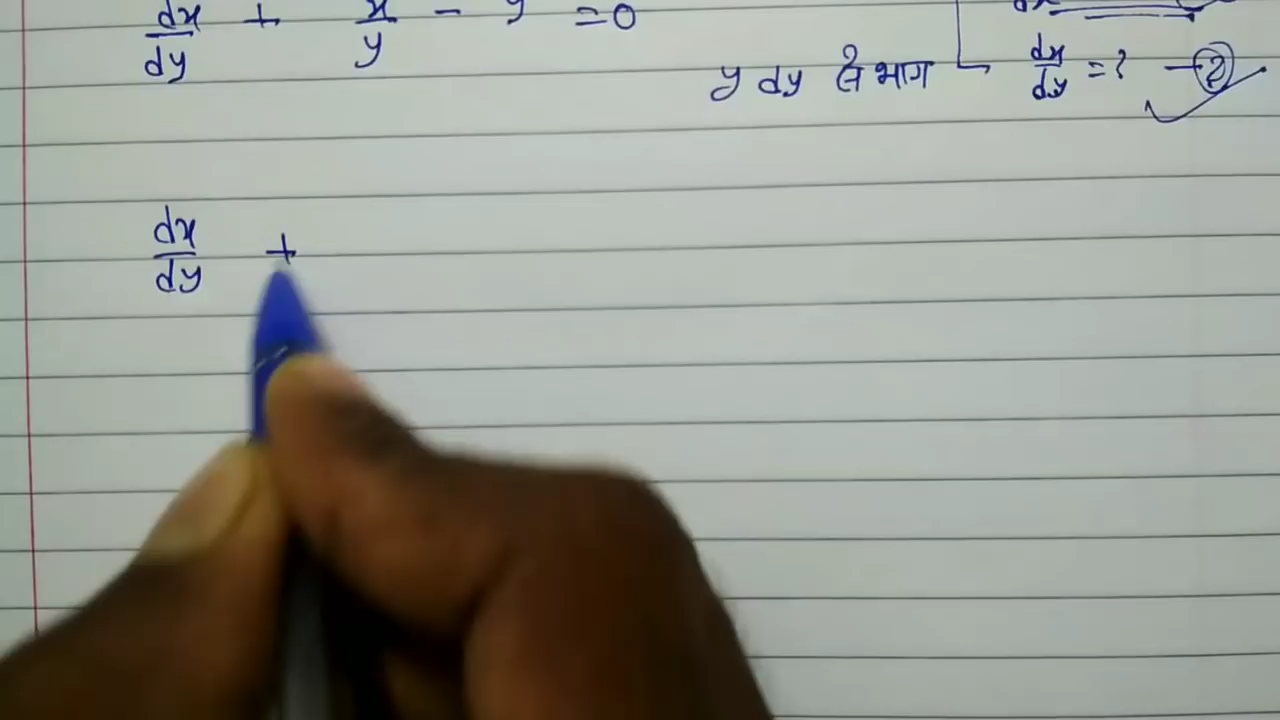 dx/dy + x/y - y = 0
y dy से भाग
dx/dy = ? - (2)
dx/dy +